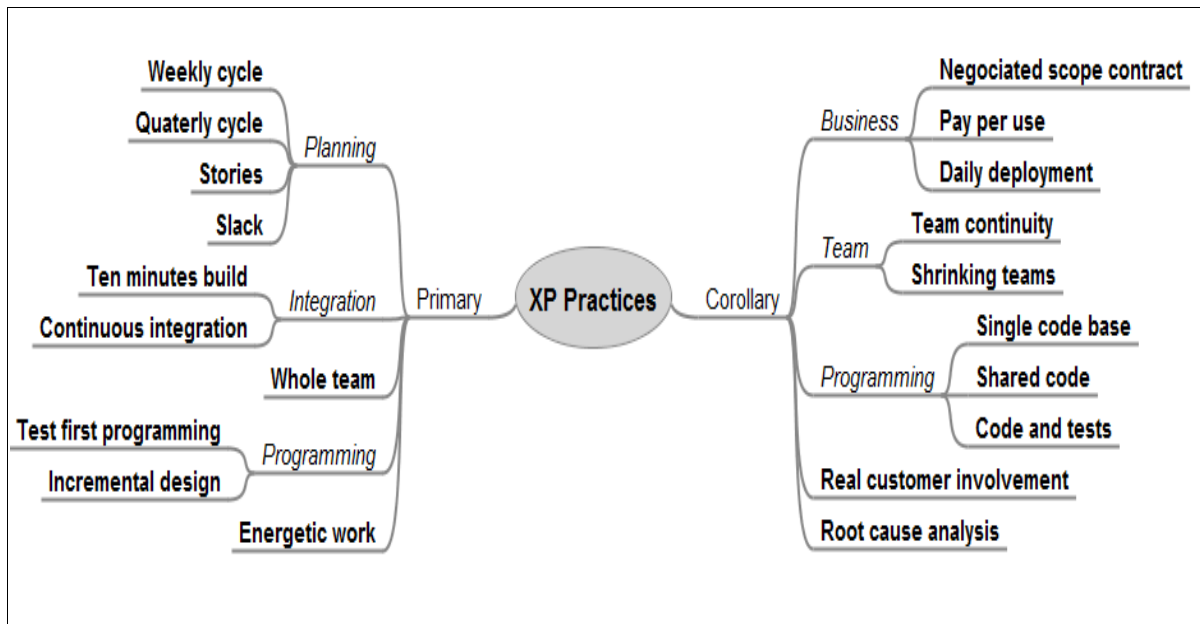 Weekly cycle
Quaterly cycle
Planning
Stories
Slack
Ten minutes build
Integration
Continuous integration
Primary
Whole team
Test first programming
Programming
Incremental design
Energetic work
XP Practices
Corollary
Negociated scope contract
Business
Pay per use
Daily deployment
Team continuity
Team
Shrinking teams
Single code base
Programming
Shared code
Code and tests
Real customer involvement
Root cause analysis